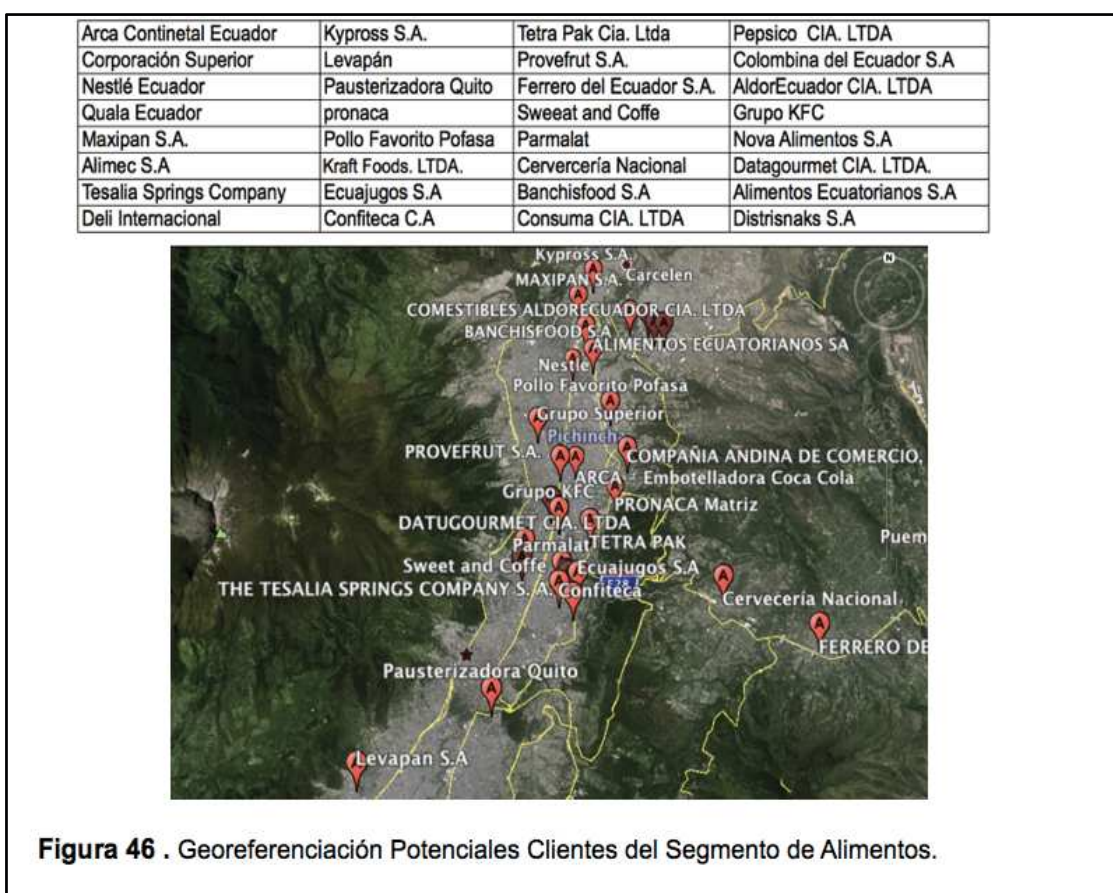 Arca Continetal Ecuador Kypross S.A. Tetra Pak Cia. Ltda Pepsico CIA. LTDA
Corporación Superior Levapán Provefrut S.A. Colombina del Ecuador S.A
Nestlé Ecuador Pausterizadora Quito Ferrero del Ecuador S.A. AldorEcuador CIA. LTDA
Quala Ecuador pronaca Sweeat and Coffe Grupo KFC
Maxipan S.A. Pollo Favorito Pofasa Parmalat Nova Alimentos S.A
Alimec S.A Kraft Foods. LTDA. Cervercería Nacional Datagourmet CIA. LTDA.
Tesalia Springs Company Ecuajugos S.A Banchisfood S.A Alimentos Ecuatorianos S.A
Deli Internacional Confiteca C.A Consuma CIA. LTDA Distrisnaks S.A
Kypross S.A.
N
Carcelen
MAXIPAN S.A.
COMESTIBLES ALDORECUADOR CIA. LTDA
BANCHISFOOD S.A
ALIMENTOS ECUATORIANOS SA
Nestle
Pollo Favorito Pofasa
Grupo Superior
Pichinch
PROVEFRUT S.A.
COMPAÑIA ANDINA DE COMERCIO.
ARCA Embotelladora Coca Cola
Grupo KFC
PRONACA Matriz
DATUGOURMET CIA. LTDA
Parmalat TETRA PAK
Puem
Sweet and Coffe Ecuajugos S.A
E28
THE TESALIA SPRINGS COMPANY S. A. Confiteca
Cervecería Nacional
FERRERO DE
Pausterizadora Quito
Levapan S.A
Figura 46 . Georeferenciación Potenciales Clientes del Segmento de Alimentos.